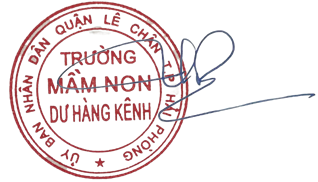 ỦY BAN NHÂN DÂN QUẬN LÊ CHÂN T.P HẢI PHÒNG
TRƯỜNG
MẦM NON
DƯ HÀNG KÊNH